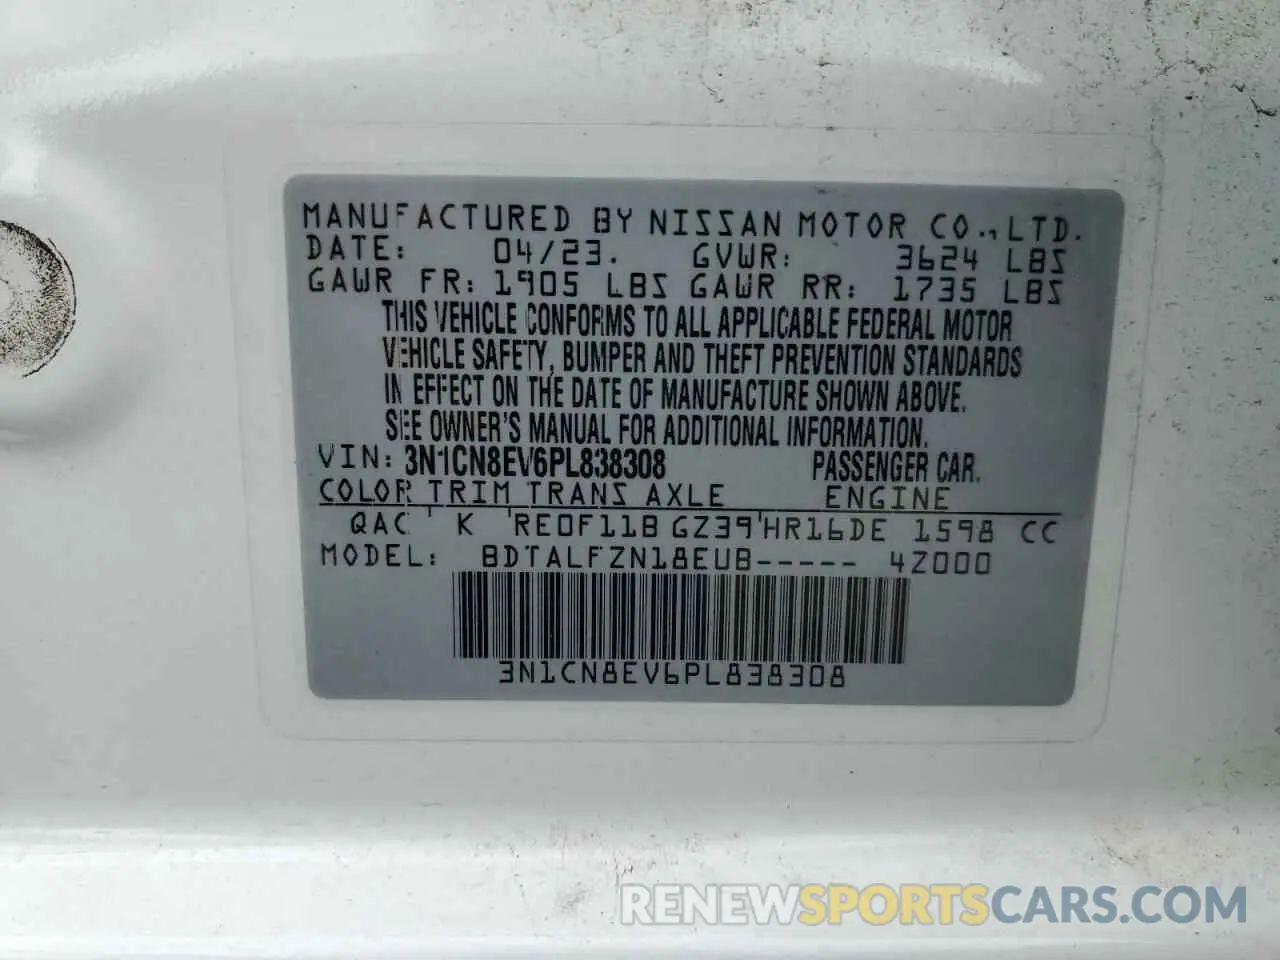 MANUFACTURED BY NISSAN MOTOR CO., LTD.
DATE: 04/23. GVWR: 3624 LBS
GAWR FR: 1905 LBS GAWR RR: 1735 LBS
THIS VEHICLE CONFORMS TO ALL APPLICABLE FEDERAL MOTOR
VEHICLE SAFETY, BUMPER AND THEFT PREVENTION STANDARDS
IN EFFECT ON THE DATE OF MANUFACTURE SHOWN ABOVE.
SEE OWNER'S MANUAL FOR ADDITIONAL INFORMATION.
VIN: 3N1CN8EV6PL838308 PASSENGER CAR.
COLOR TRIM TRANS AXLE ENGINE
QAC ' K 'RE0F11B GZ39'HR16DE 1598 CC
MODEL: BDTALFZN18EUB----- 4Z000
3N1CN8EV6PL838308
RENEWSPORTSCARS.COM